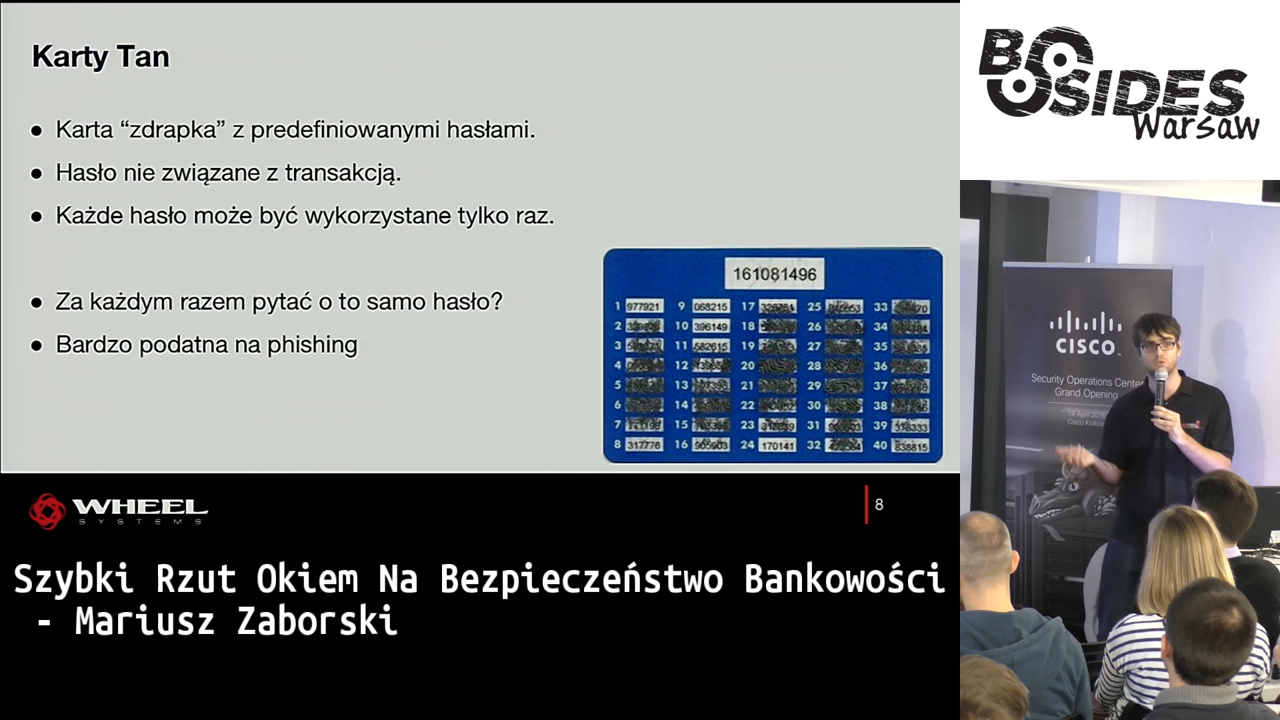 Karty Tan
● Karta “zdrapka” z predefiniowanymi hasłami.
● Hasło nie związane z transakcją.
● Każde hasło może być wykorzystane tylko raz.
● Za każdym razem pytać o to samo hasło?
● Bardzo podatna na phishing
161081496
1 977921 9 068215 17 25 33
2 10 396149 18 26 34
3 11 582615 19 27 35
4 12 20 28 36
5 13 21 29 37
6 14 22 30 38
7 15 23 31 39
8 317776 16 24 170141 32 40 838815
WHEEL
SYSTEMS
8
Szybki Rzut Okiem Na Bezpieczeństwo Bankowości
- Mariusz Zaborski
BSIDES
Warsaw
CISCO
Security Operations Center
Grand Opening